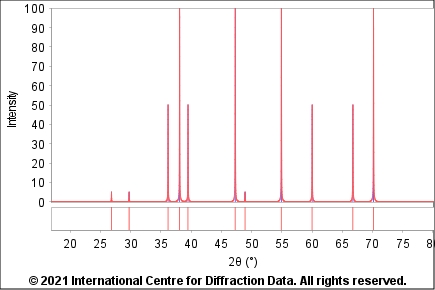 100
90
80
70
60
50
40
30
20
10
0
Intensity
20 25 30 35 40 45 50 55 60 65 70 75 80
2θ (°)
© 2021 International Centre for Diffraction Data. All rights reserved.